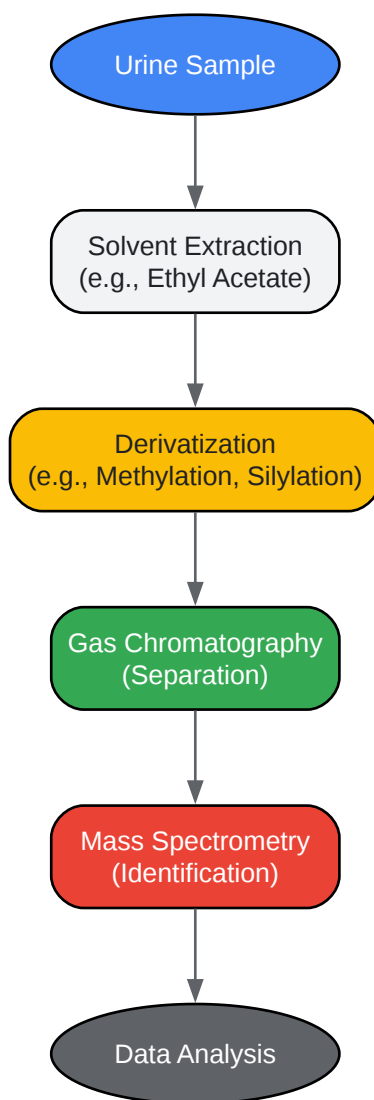 Urine Sample
Solvent Extraction
(e.g., Ethyl Acetate)
Derivatization
(e.g., Methylation, Silylation)
Gas Chromatography
(Separation)
Mass Spectrometry
(Identification)
Data Analysis